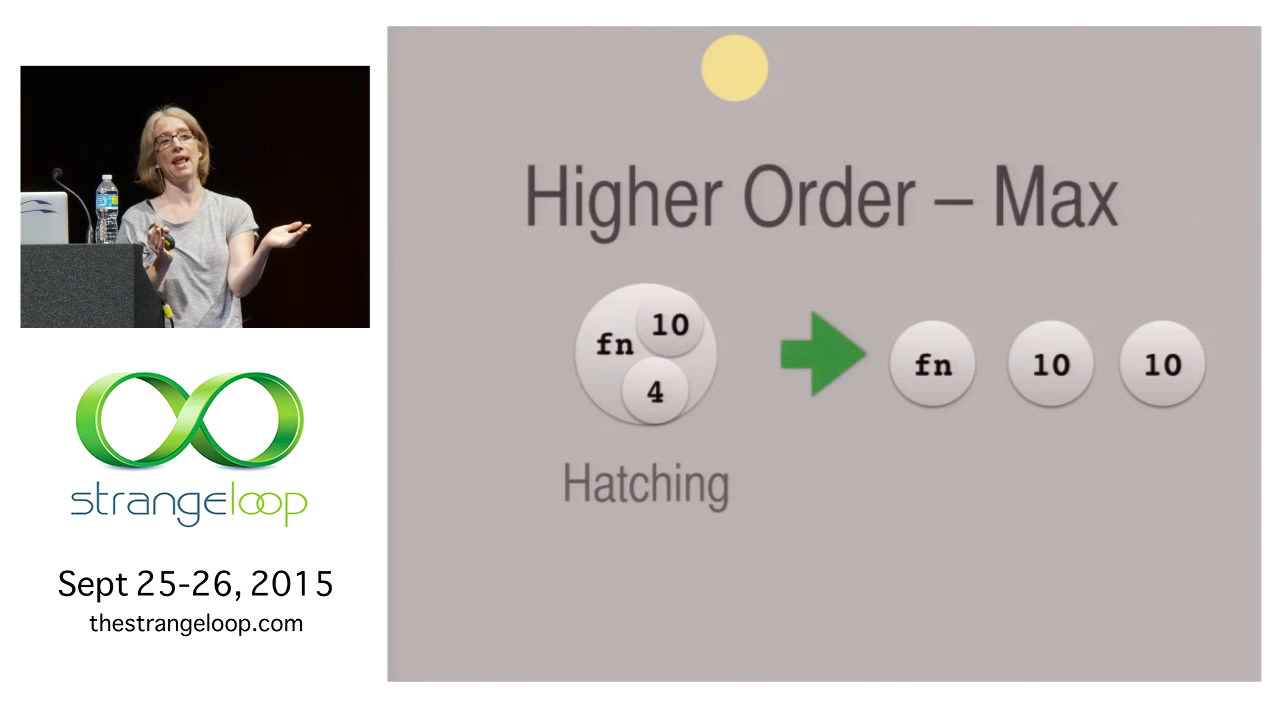 Higher Order – Max
fn
10
4
fn
10
10
Hatching
strangeloop
Sept 25-26, 2015
thestrangeloop.com